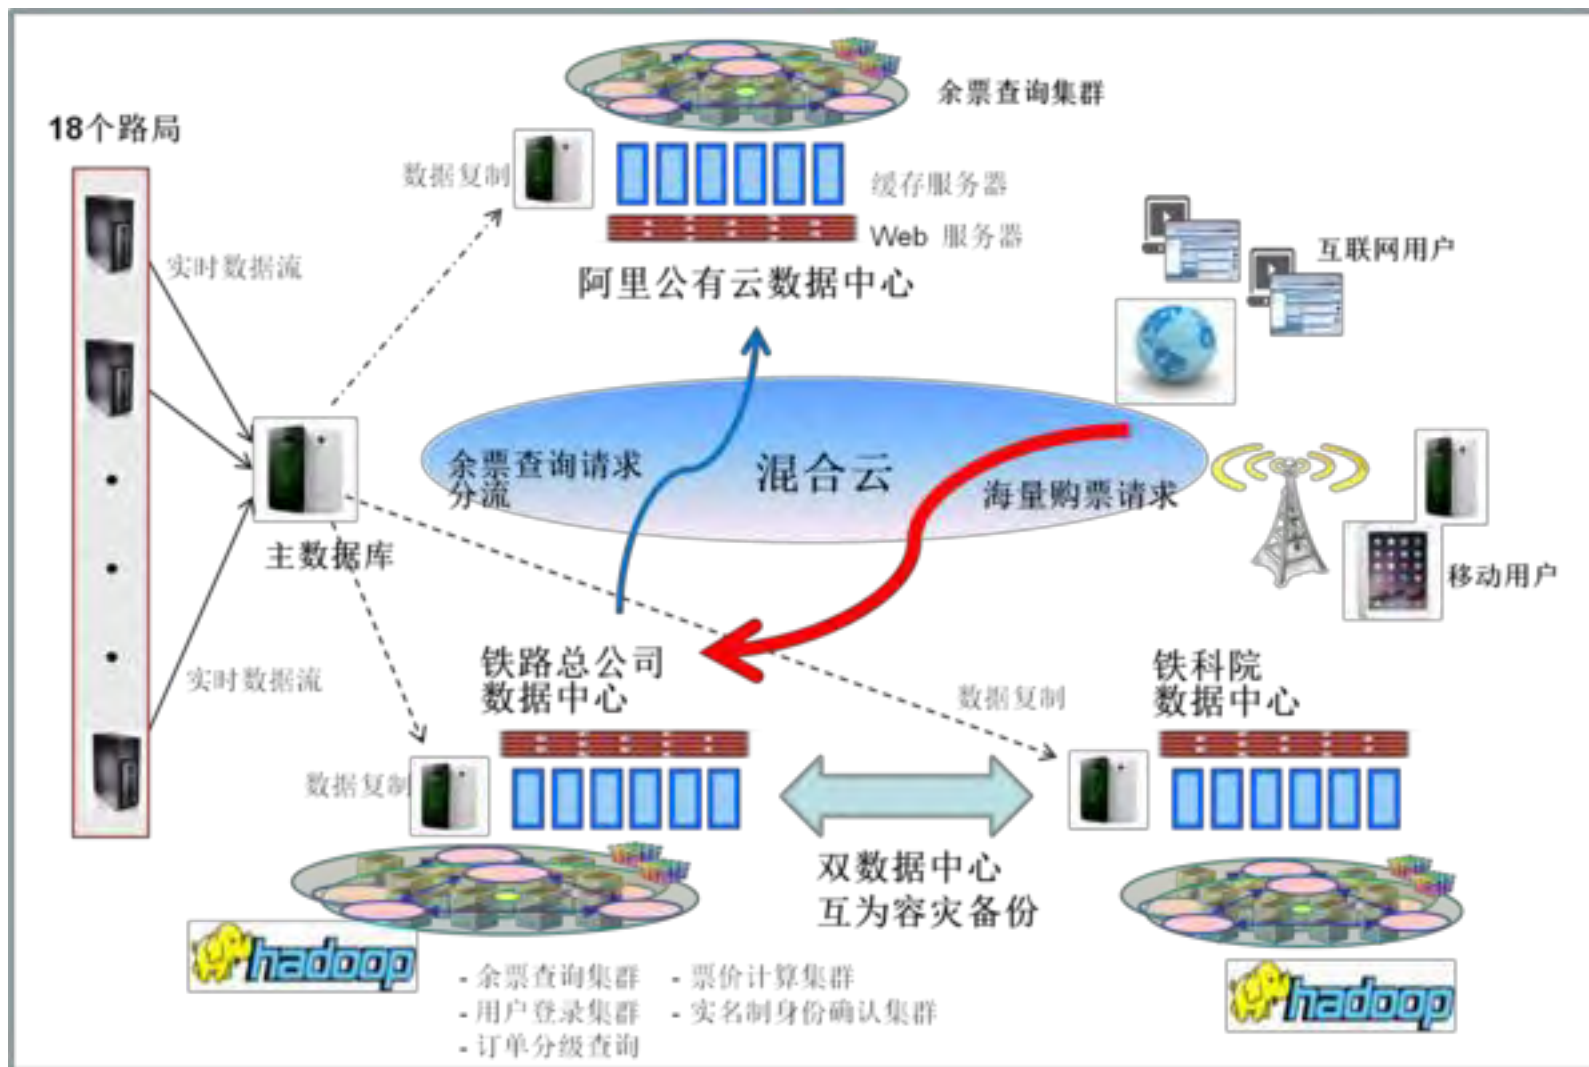 余票查询集群
18个路局
数据复制
缓存服务器
Web 服务器
互联网用户
实时数据流
阿里公有云数据中心
余票查询请求
分流
混合云
海量购票请求
主数据库
移动用户
铁路总公司
数据中心
铁科院
数据中心
实时数据流
数据复制
数据复制
双数据中心
互为容灾备份
hadoop
hadoop
- 余票查询集群 - 票价计算集群
- 用户登录集群 - 实名制身份确认集群
- 订单分级查询